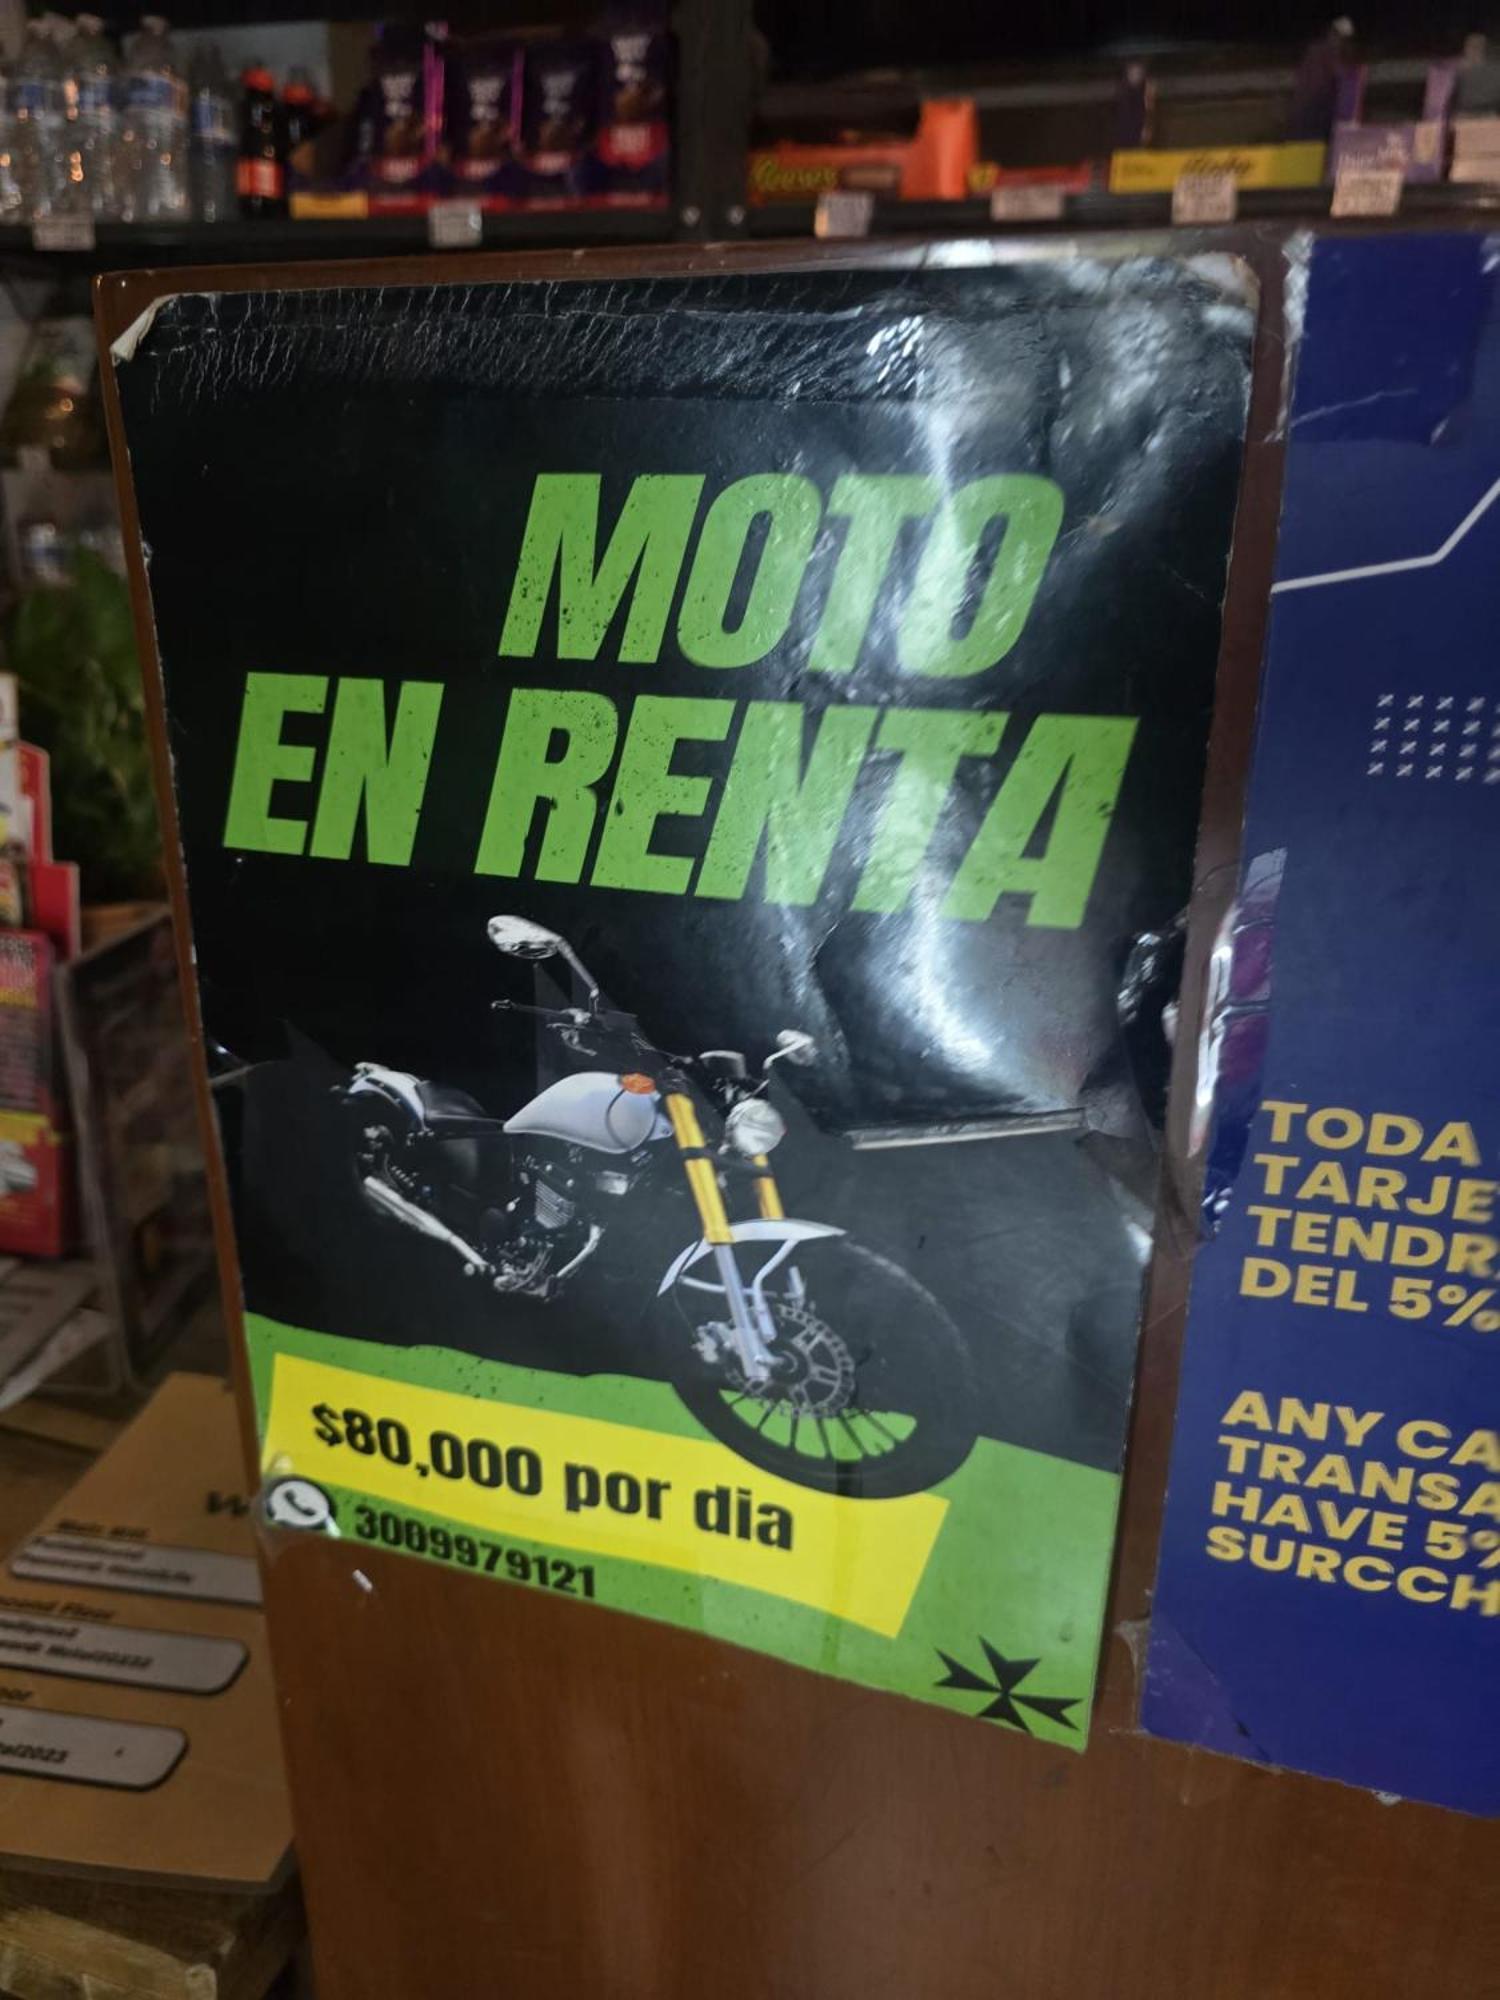 Reese's
MOTO
EN RENTA
$80,000 por dia
3009979121
TODA
TARJE
TENDR
DEL 5%
ANY CA
TRANSA
HAVE 5%
SURCCH